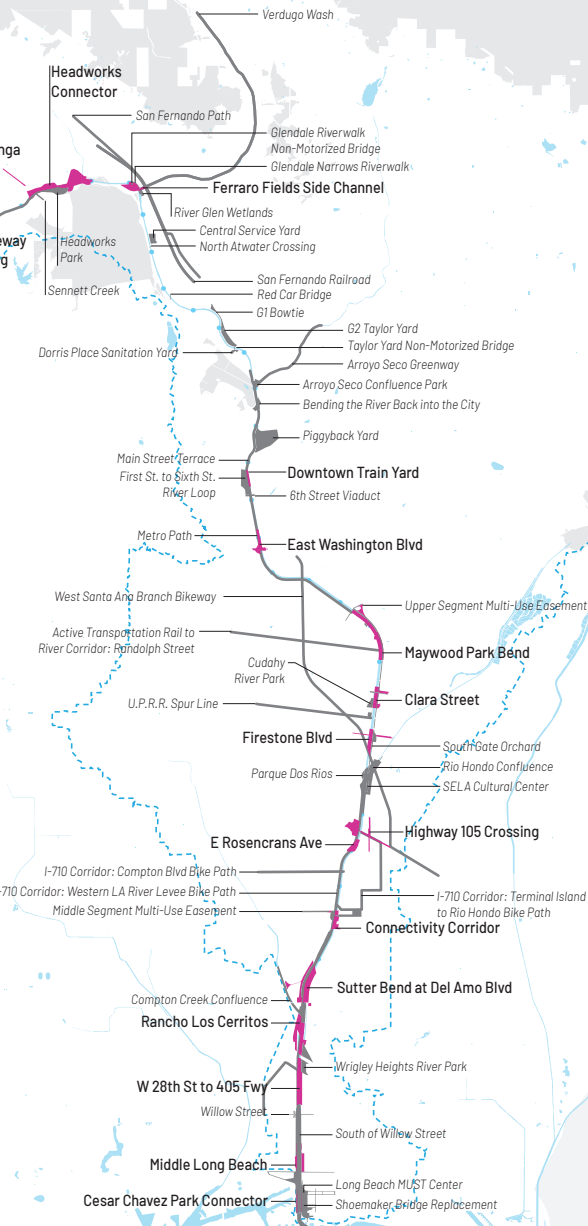 Verdugo Wash
Headworks
Connector
San Fernando Path
Glendale Riverwalk
Non-Motorized Bridge
nga
Glendale Narrows Riverwalk
Ferraro Fields Side Channel
River Glen Wetlands
Central Service Yard
eway
Headworks
North Atwater Crossing
g
Park
San Fernando Railroad
Sennett Creek
Red Car Bridge
G1 Bowtie
G2 Taylor Yard
Taylor Yard Non-Motorized Bridge
Dorris Place Sanitation Yard
Arroyo Seco Greenway
Arroyo Seco Confluence Park
Bending the River Back into the City
Piggyback Yard
Main Street Terrace
Downtown Train Yard
First St. to Sixth St.
River Loop
6th Street Viaduct
Metro Path
East Washington Blvd
West Santa Ana Branch Bikeway
Upper Segment Multi-Use Easement
Active Transportation Rail to
River Corridor: Randolph Street
Maywood Park Bend
Cudahy
River Park
Clara Street
U.P.R.R. Spur Line
Firestone Blvd
South Gate Orchard
Rio Hondo Confluence
Parque Dos Rios
SELA Cultural Center
Highway 105 Crossing
E Rosencrans Ave
I-710 Corridor: Compton Blvd Bike Path
-710 Corridor: Western LA River Levee Bike Path
I-710 Corridor: Terminal Island
to Rio Hondo Bike Path
Middle Segment Multi-Use Easement
Connectivity Corridor
Sutter Bend at Del Amo Blvd
Compton Creek Confluence
Rancho Los Cerritos
Wrigley Heights River Park
W 28th St to 405 Fwy
Willow Street
South of Willow Street
Middle Long Beach
Long Beach MUST Center
Cesar Chavez Park Connector
Shoemaker Bridge Replacement